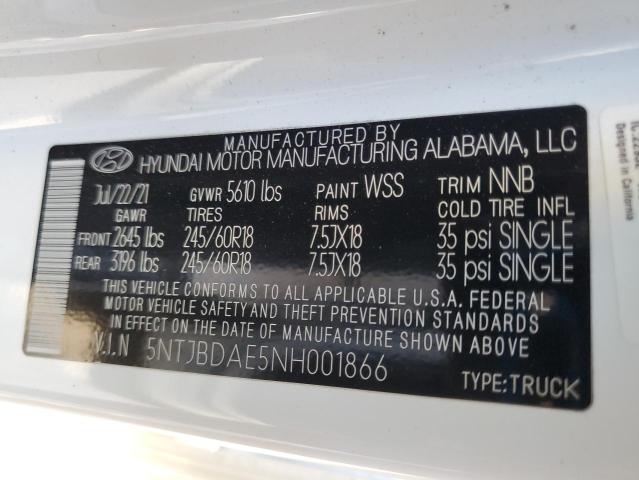 MANUFACTURED BY
HYUNDAI MOTOR MANUFACTURING ALABAMA, LLC
Jul/22/21 GVWR 5610 lbs PAINT WSS TRIM NNB
GAWR TIRES RIMS COLD TIRE INFL
FRONT 2645 lbs 245/60R18 7.5JX18 35 psi SINGLE
REAR 3196 lbs 245/60R18 7.5JX18 35 psi SINGLE
THIS VEHICLE CONFORMS TO ALL APPLICABLE U.S.A. FEDERAL
MOTOR VEHICLE SAFETY AND THEFT PREVENTION STANDARDS
IN EFFECT ON THE DATE OF MANUFACTURE SHOWN ABOVE.
V.I.N 5NTJBDAE5NH001866
TYPE:TRUCK
Designed in California